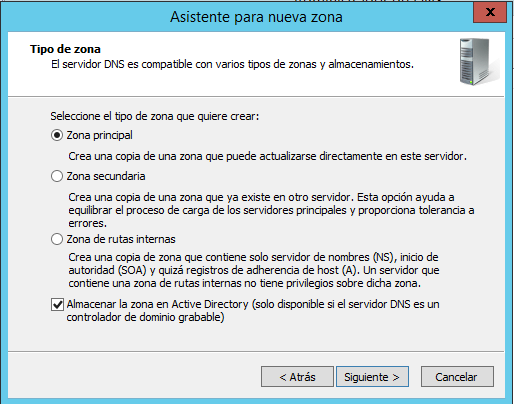 Asistente para nueva zona
x
Tipo de zona
El servidor DNS es compatible con varios tipos de zonas y almacenamientos.
Seleccione el tipo de zona que quiere crear:
Zona principal
Crea una copia de una zona que puede actualizarse directamente en este servidor.
Zona secundaria
Crea una copia de una zona que ya existe en otro servidor. Esta opción ayuda a
equilibrar el proceso de carga de los servidores principales y proporciona tolerancia a
errores.
Zona de rutas internas
Crea una copia de zona que contiene solo servidor de nombres (NS), inicio de
autoridad (SOA) y quizá registros de adherencia de host (A). Un servidor que
contiene una zona de rutas internas no tiene privilegios sobre dicha zona.
Almacenar la zona en Active Directory (solo disponible si el servidor DNS es un
controlador de dominio grabable)
< Atrás
Siguiente >
Cancelar